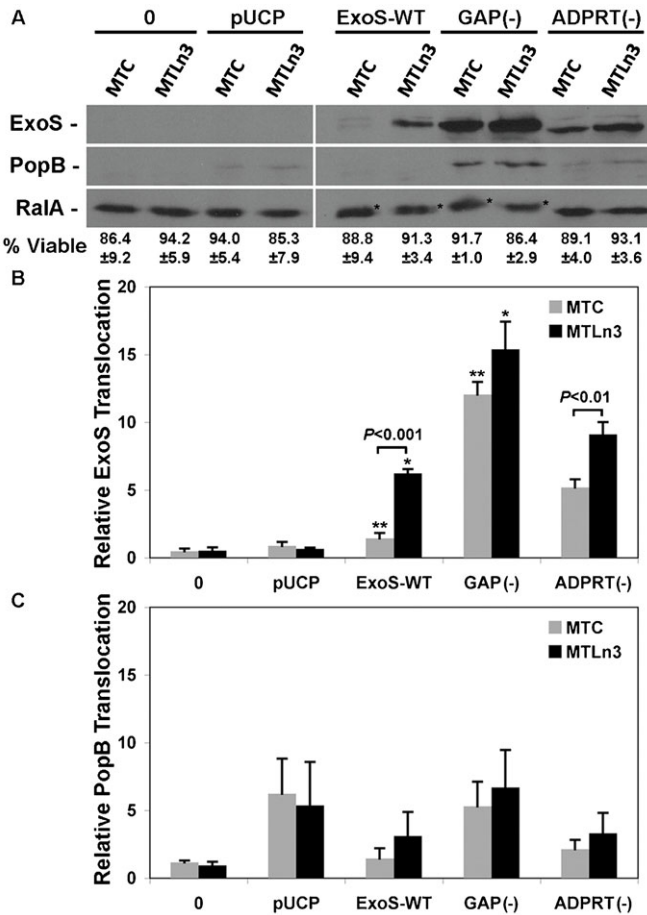 A
0 pUCP ExoS-WT GAP(-) ADPRT(-)
MTC MTLn3 MTC MTLn3 MTC MTLn3 MTC MTLn3 MTC MTLn3
ExoS -
PopB -
RalA - * * * *
% Viable 86.4 94.2 94.0 85.3 88.8 91.3 91.7 86.4 89.1 93.1
±9.2 ±5.9 ±5.4 ±7.9 ±9.4 ±3.4 ±1.0 ±2.9 ±4.0 ±3.6
B
Relative ExoS Translocation
20
15
10
5
0
MTC
MTLn3
**
P<0.001
*
**
*
P<0.01
0 pUCP ExoS-WT GAP(-) ADPRT(-)
C
Relative PopB Translocation
20
15
10
5
0
MTC
MTLn3
0 pUCP ExoS-WT GAP(-) ADPRT(-)